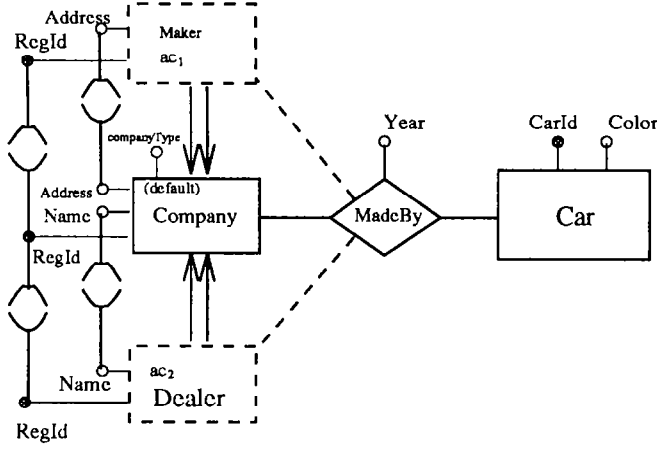 Address
RegId
Maker
ac1
companyType
Year
CarId
Color
Address
(default)
Name
Company
MadeBy
Car
RegId
ac2
Name
Dealer
RegId